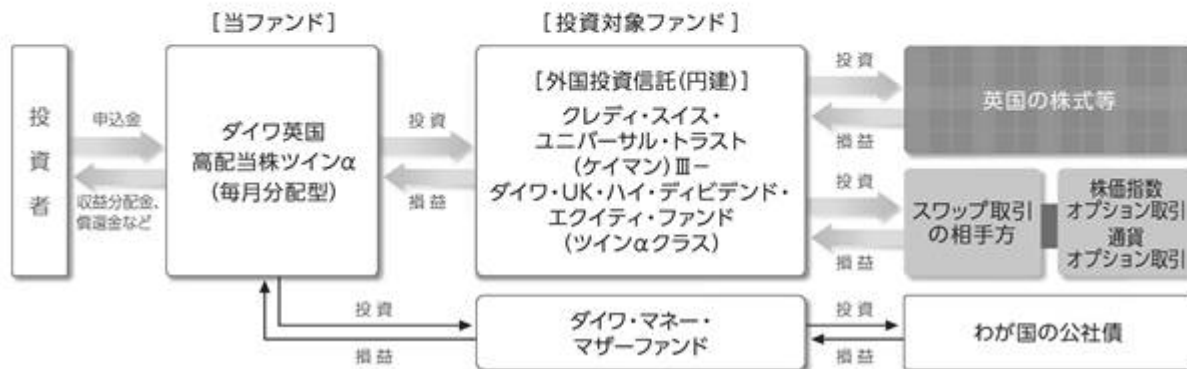 [当ファンド]
[投資対象ファンド]
投資者
申込金
収益分配金、
償還金など
ダイワ英国
高配当株ツインα
(毎月分配型)
投資
損益
[外国投資信託(円建)]
クレディ・スイス・
ユニバーサル・トラスト
(ケイマン)Ⅲ－
ダイワ・UK・ハイ・ディビデンド・
エクイティ・ファンド
(ツインαクラス)
投資
損益
英国の株式等
投資
損益
スワップ取引
の相手方
株価指数
オプション取引
通貨
オプション取引
投資
損益
ダイワ・マネー・
マザーファンド
投資
損益
わが国の公社債